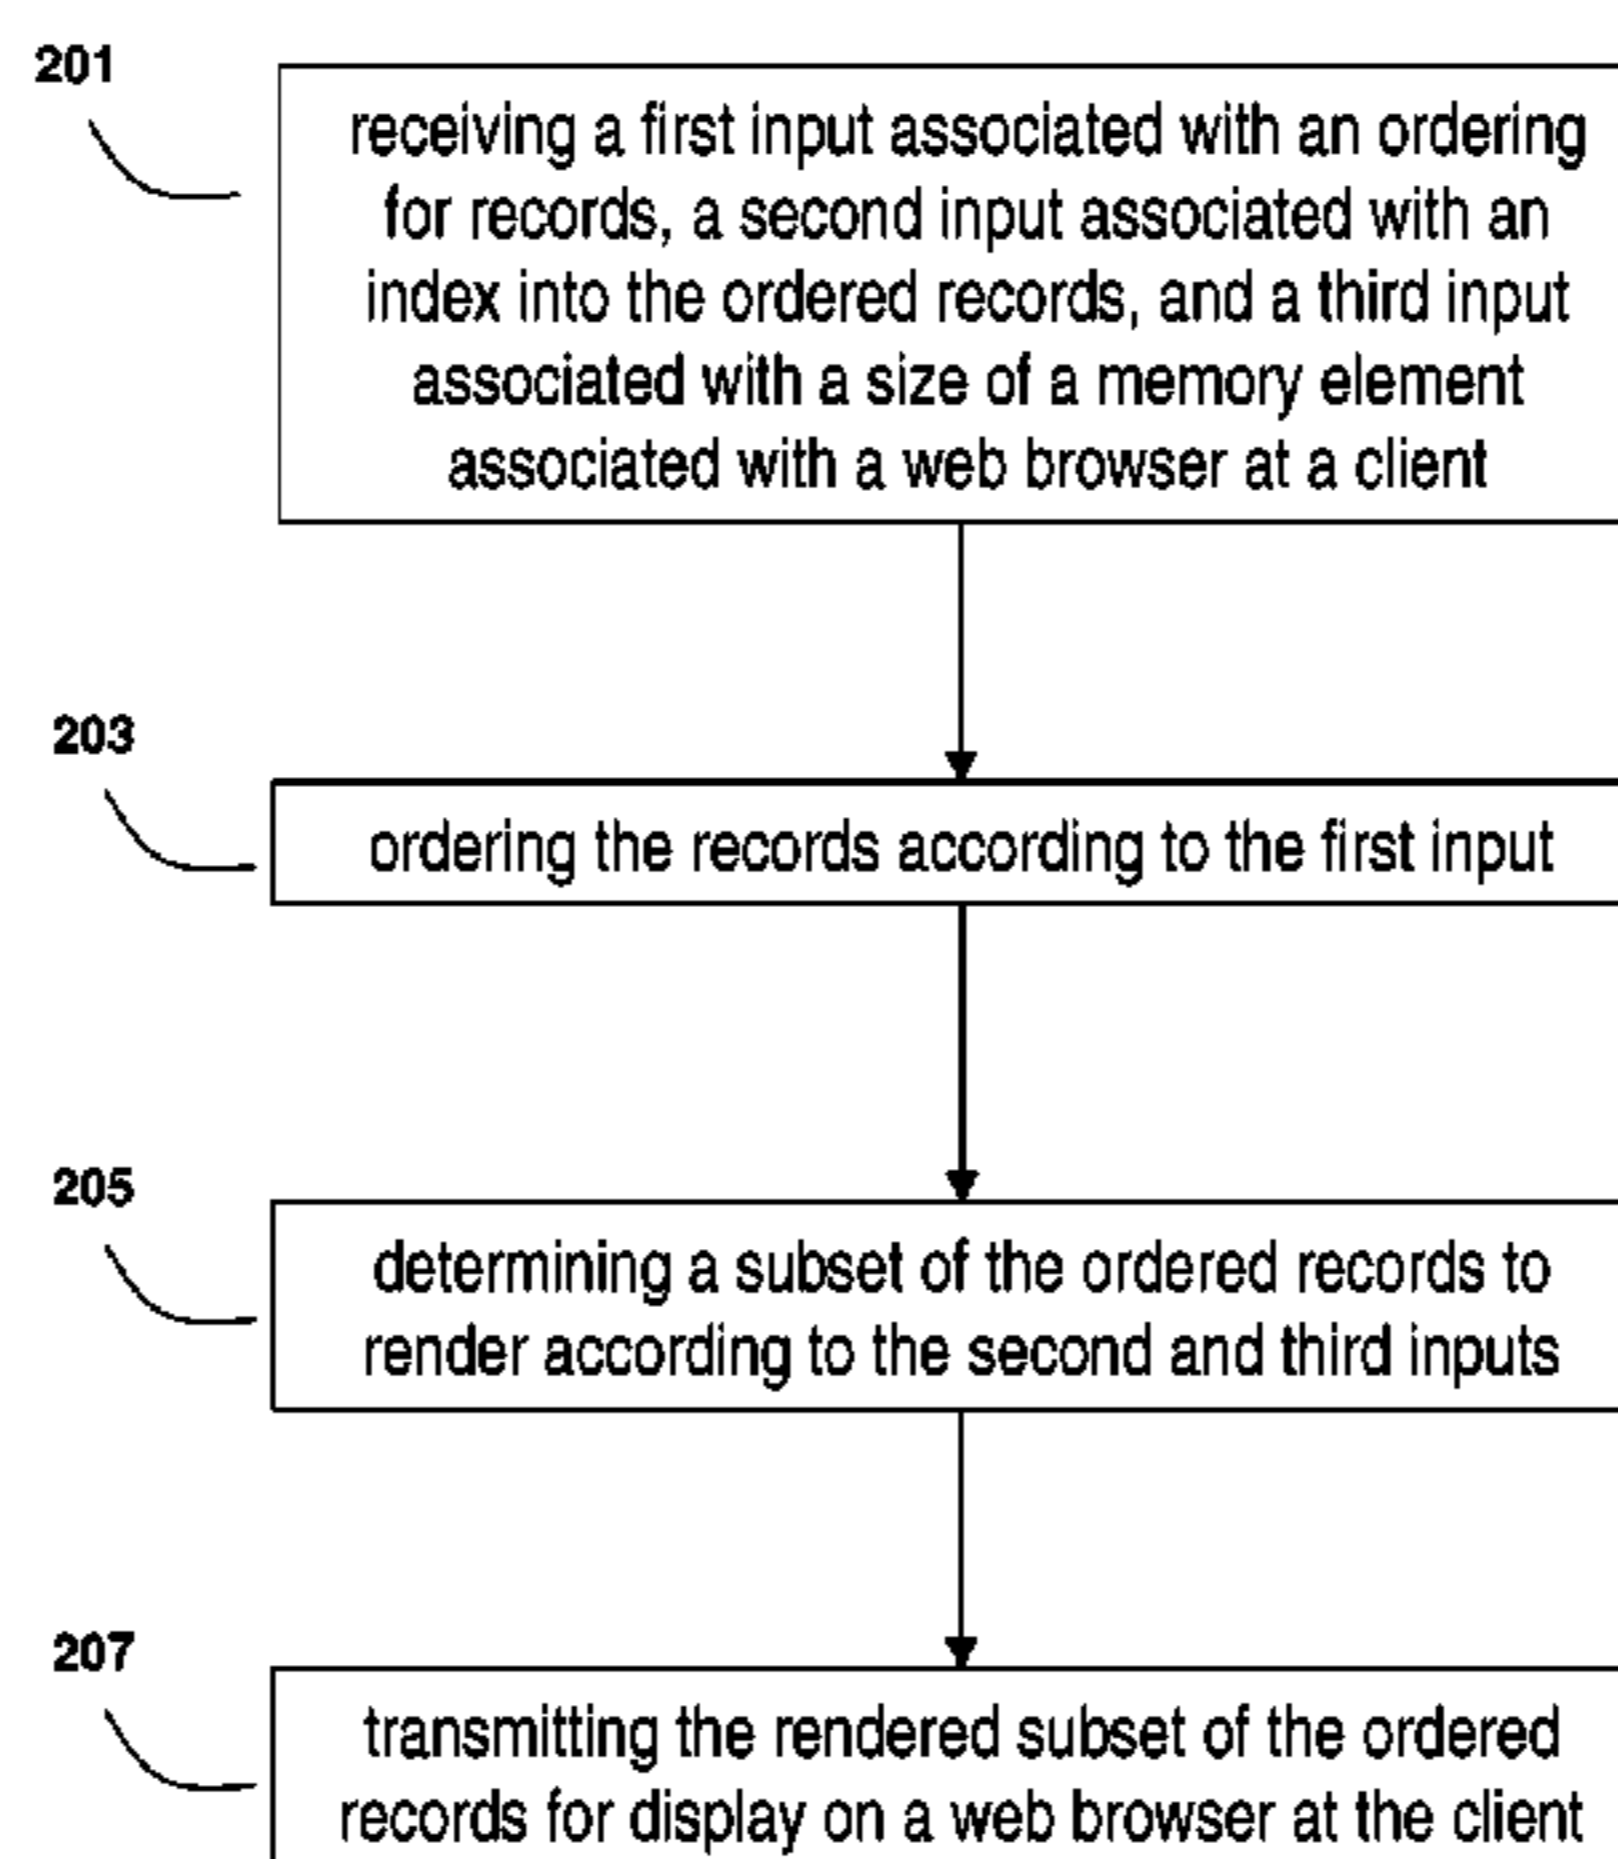 201
receiving a first input associated with an ordering
for records, a second input associated with an
index into the ordered records, and a third input
associated with a size of a memory element
associated with a web browser at a client
203
ordering the records according to the first input
205
determining a subset of the ordered records to
render according to the second and third inputs
207
transmitting the rendered subset of the ordered
records for display on a web browser at the client